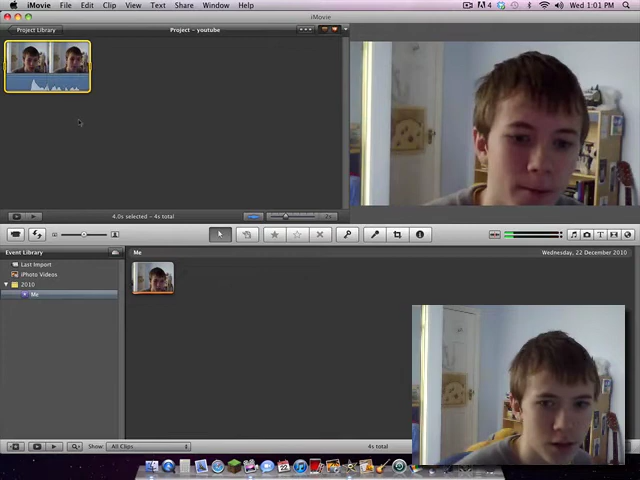 iMovie File Edit Clip View Text Share Window Help
Wed 1:01 PM
iMovie
Project Library
Project - youtube
4.0s selected - 4s total
Event Library
Me
Wednesday, 22 December 2010
Last Import
iPhoto Videos
2010
Me
Show: All Clips
4s total